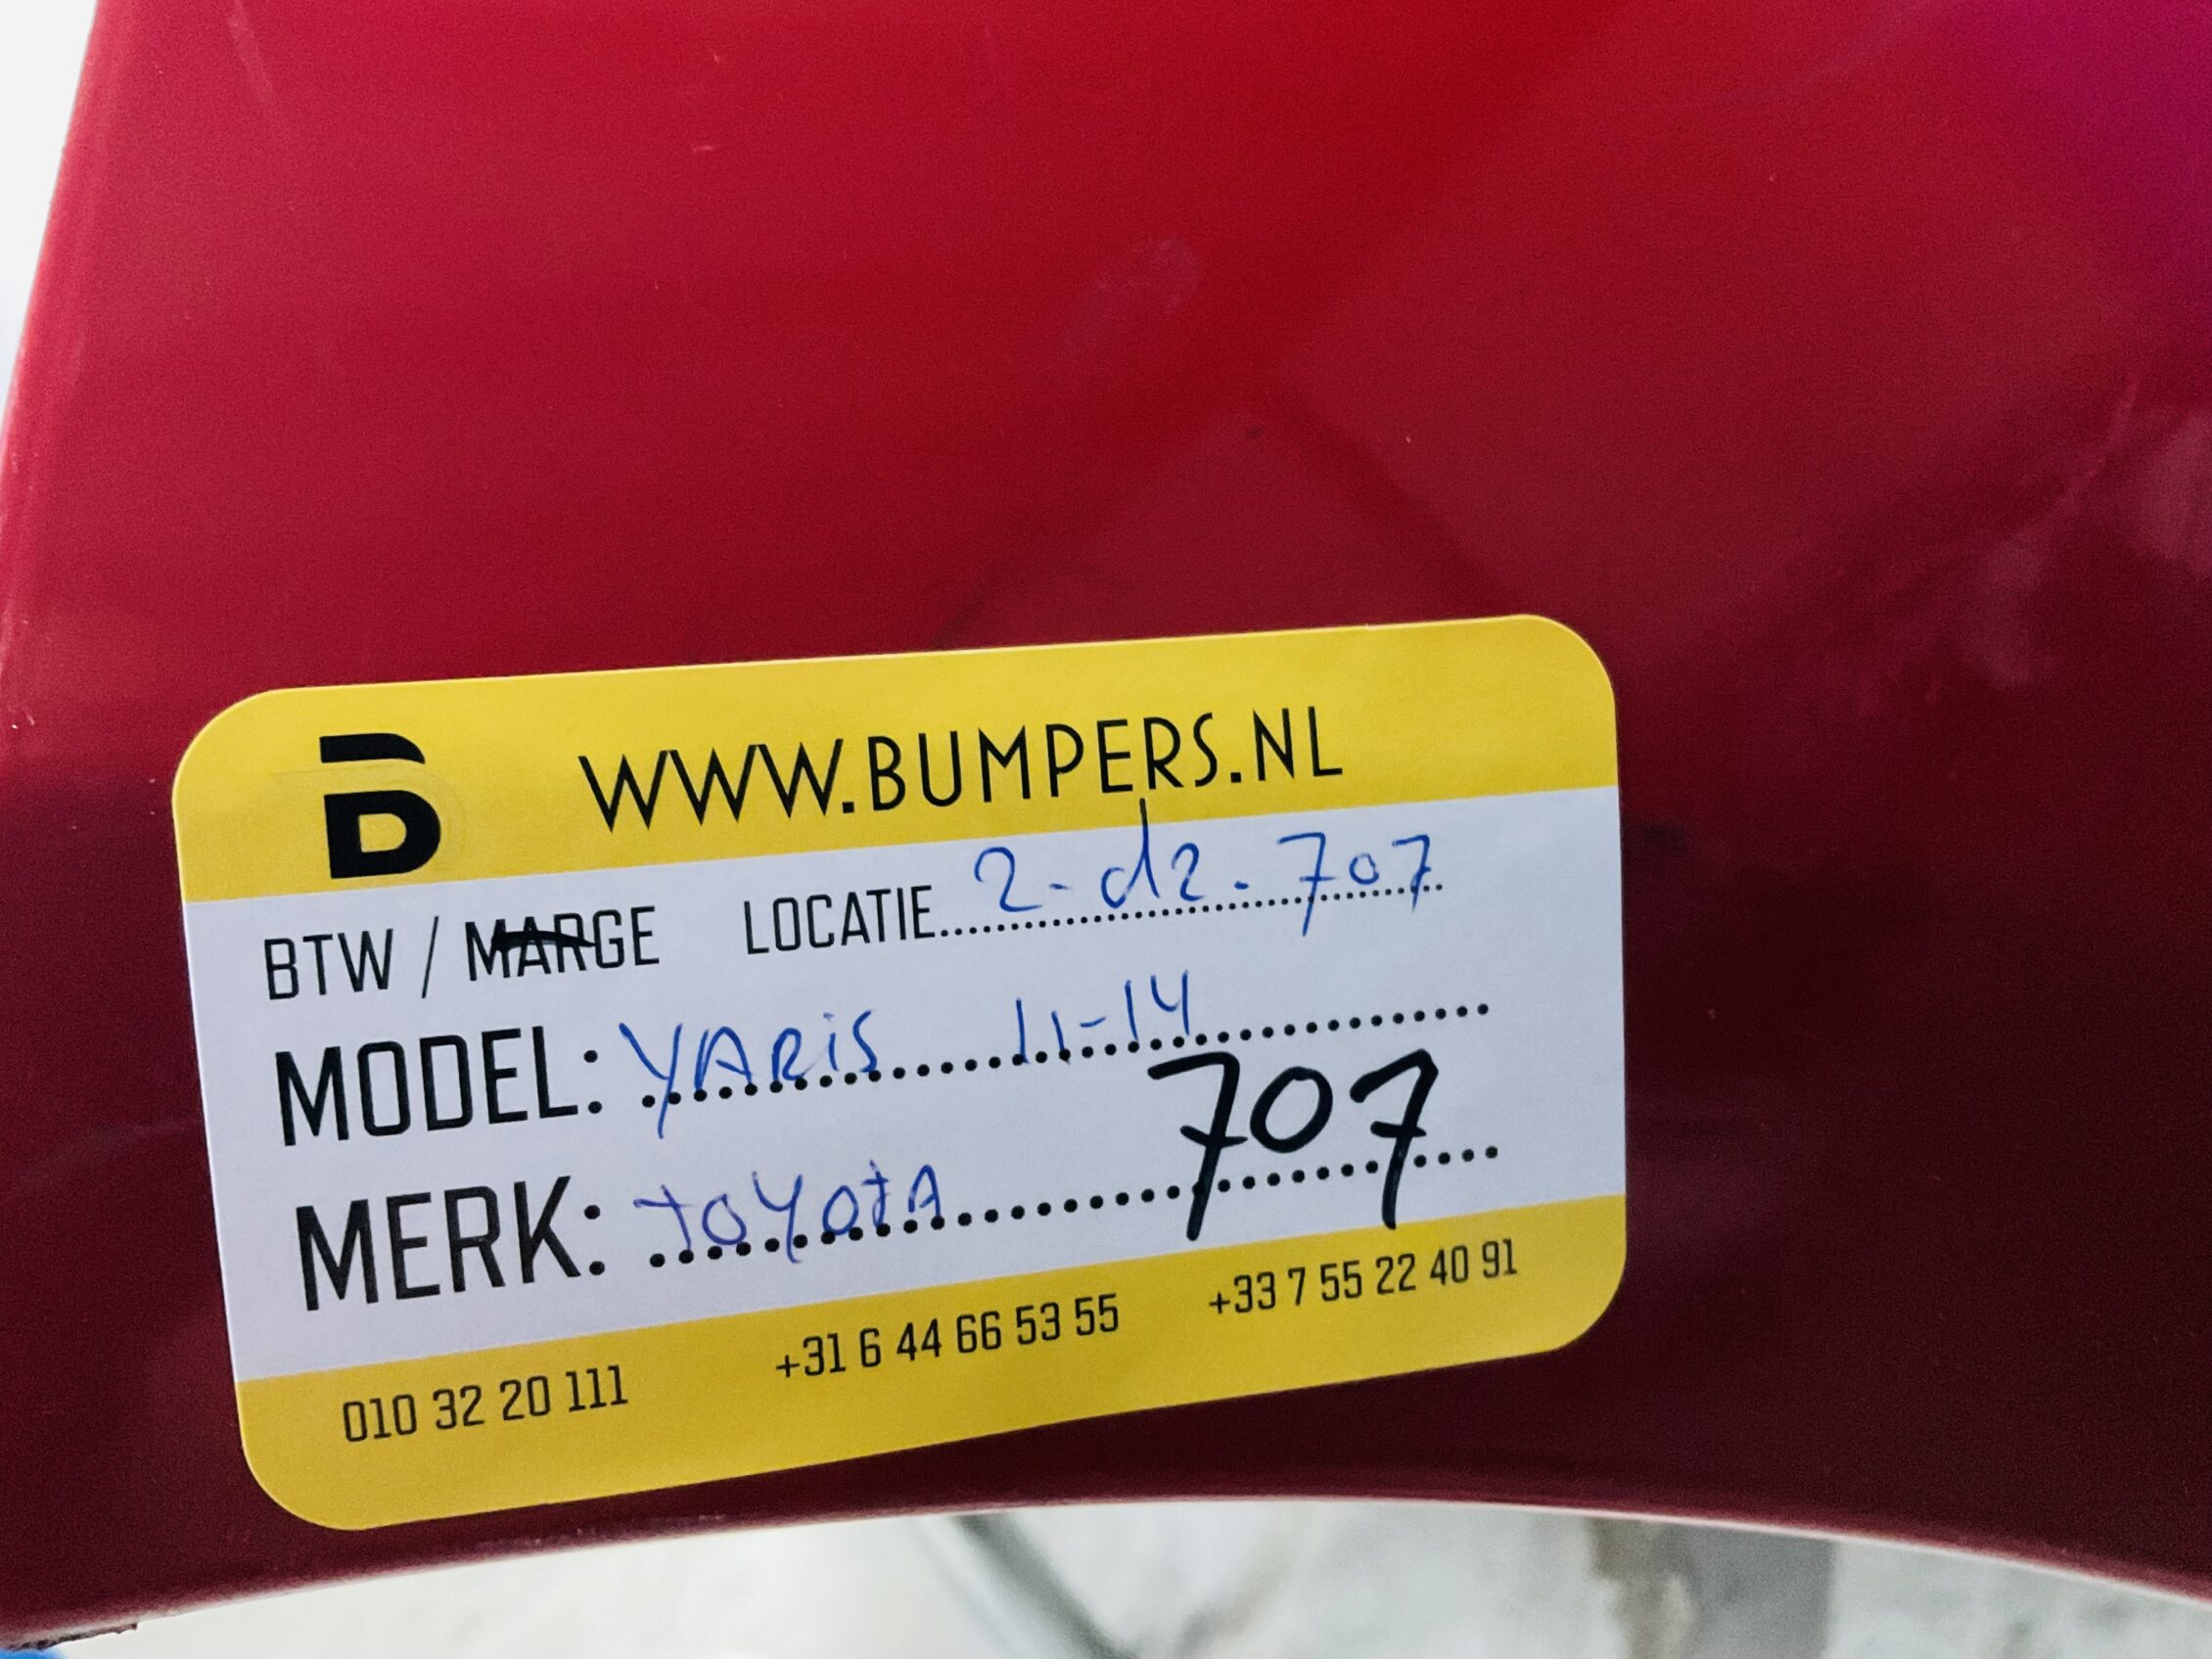 B WWW.BUMPERS.NL
BTW / MARGE LOCATIE 2-d2-707
MODEL: YARiS 11-14
707
MERK: TOYOTA
010 32 20 111 +31 6 44 66 53 55 +33 7 55 22 40 91